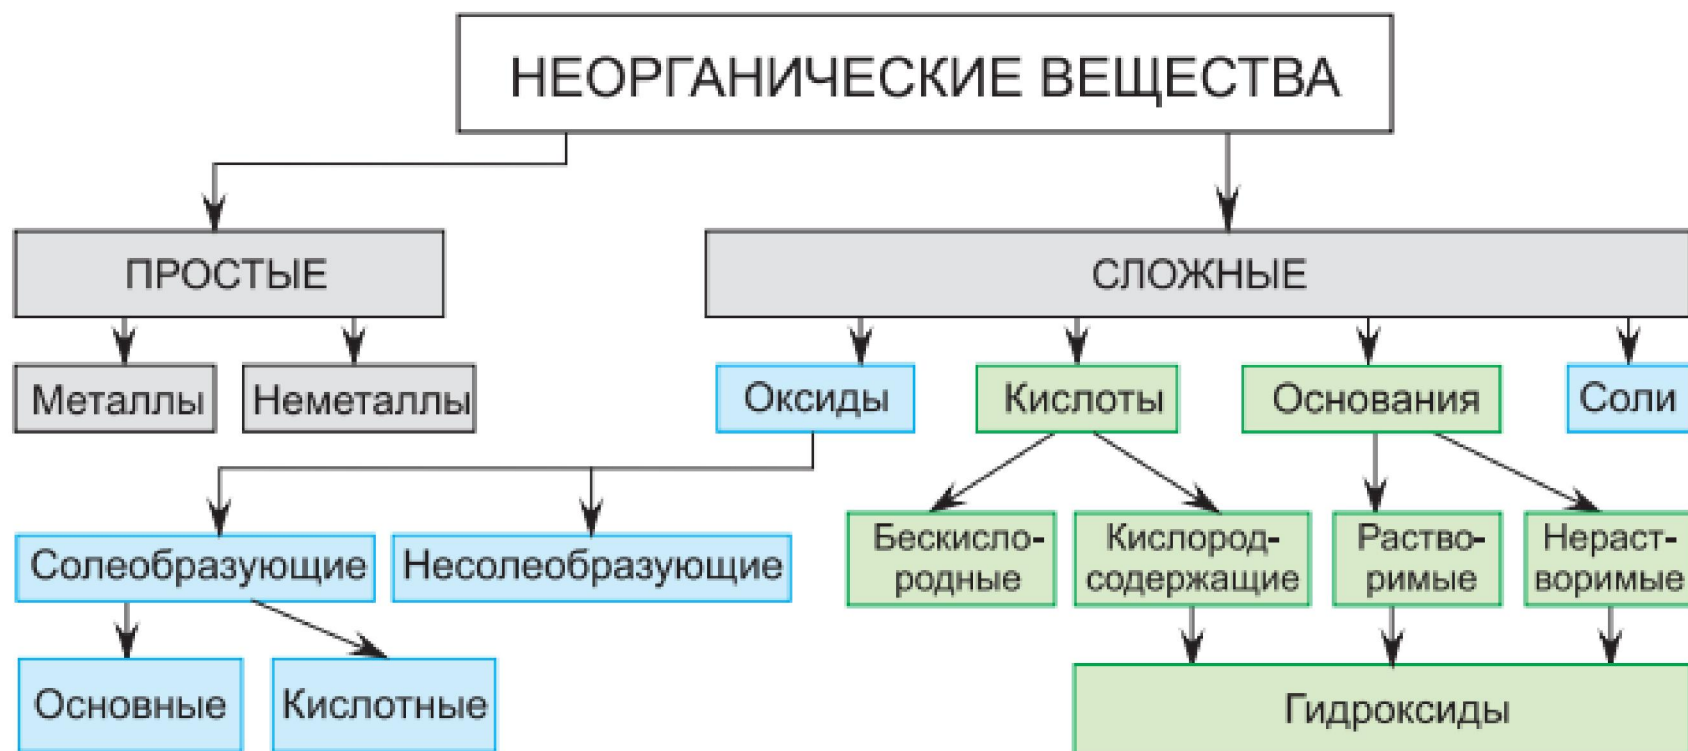 НЕОРГАНИЧЕСКИЕ ВЕЩЕСТВА
ПРОСТЫЕ
СЛОЖНЫЕ
Металлы
Неметаллы
Оксиды
Кислоты
Основания
Соли
Солеобразующие
Несолеобразующие
Бескисло-
родные
Кислород-
содержащие
Раство-
римые
Нераст-
воримые
Основные
Кислотные
Гидроксиды